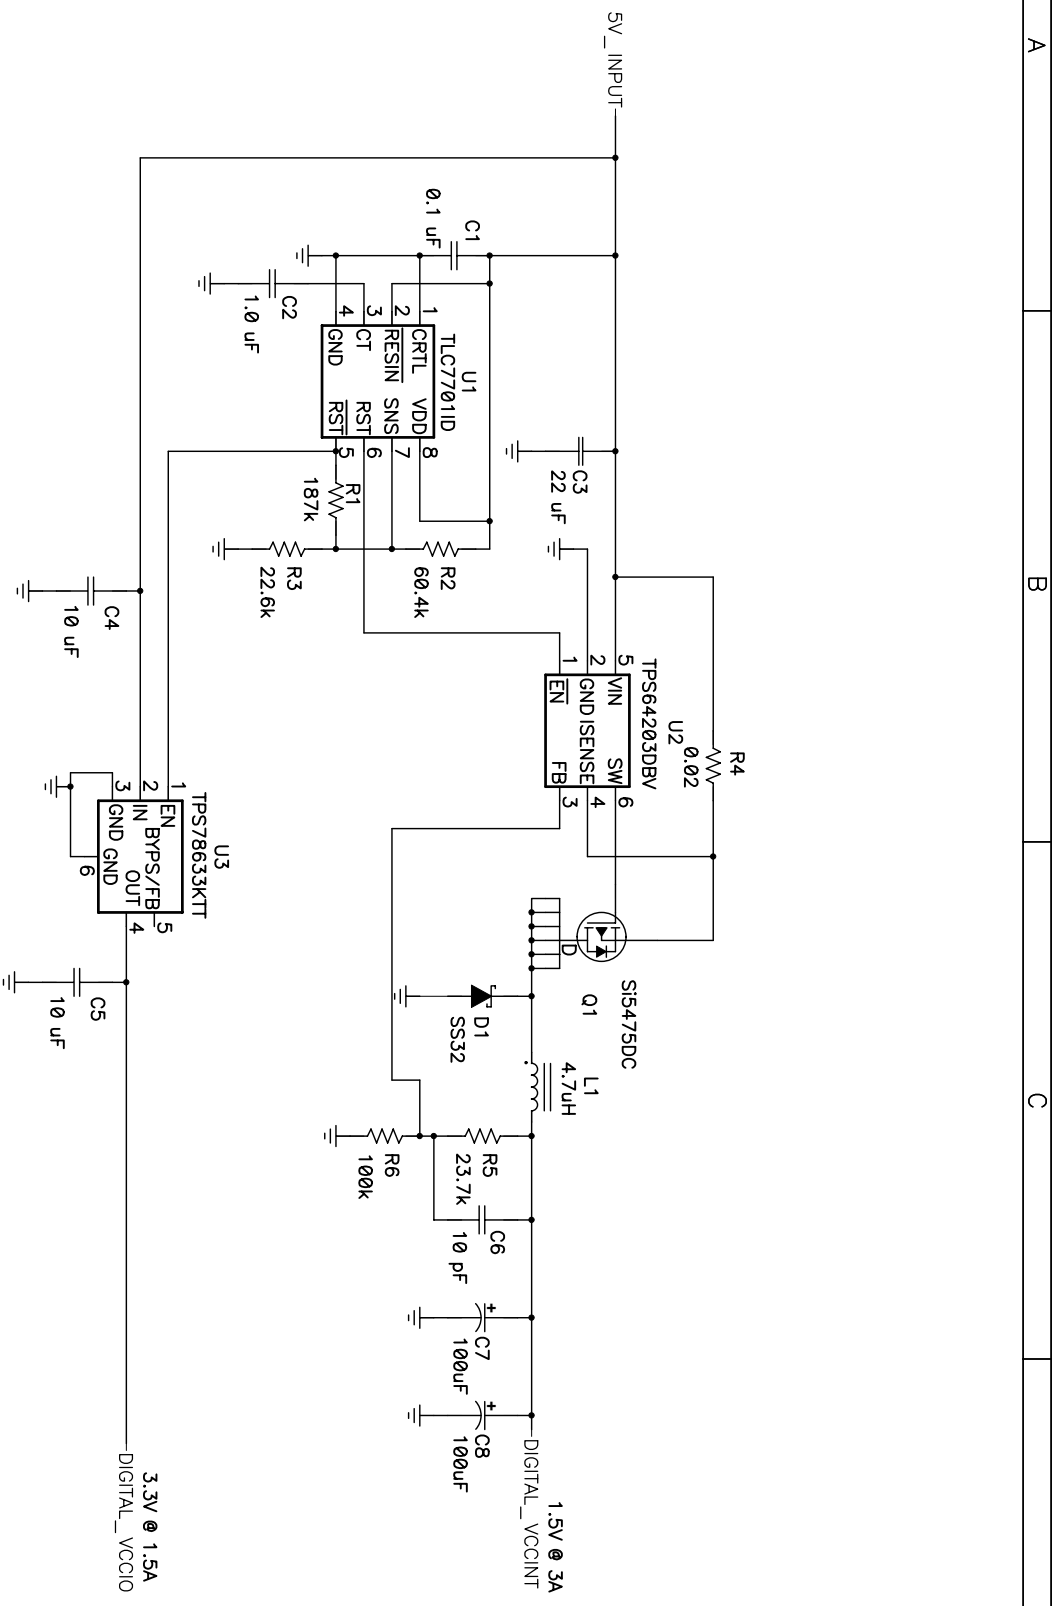 A
B
C
5V_INPUT
R4
0.02
U2
TPS64203DBV
5
VIN
SW
6
2
GND
ISENSE
4
1
EN
FB
3
Si5475DC
Q1
D
L1
4.7uH
D1
SS32
R5
23.7k
R6
100k
C6
10 pF
C7
100uF
+
C8
100uF
+
1.5V @ 3A
DIGITAL_VCCINT
C3
22 uF
C1
0.1 uF
C2
1.0 uF
U1
TLC7701ID
1
CRTL
VDD
8
2
RESIN
SNS
7
3
CT
RST
6
4
GND
RST
5
R1
187k
R2
60.4k
R3
22.6k
C4
10 uF
U3
TPS78633KTT
1
EN
BYPS/FB
5
2
IN
OUT
4
3
GND
GND
6
C5
10 uF
3.3V @ 1.5A
DIGITAL_VCCIO